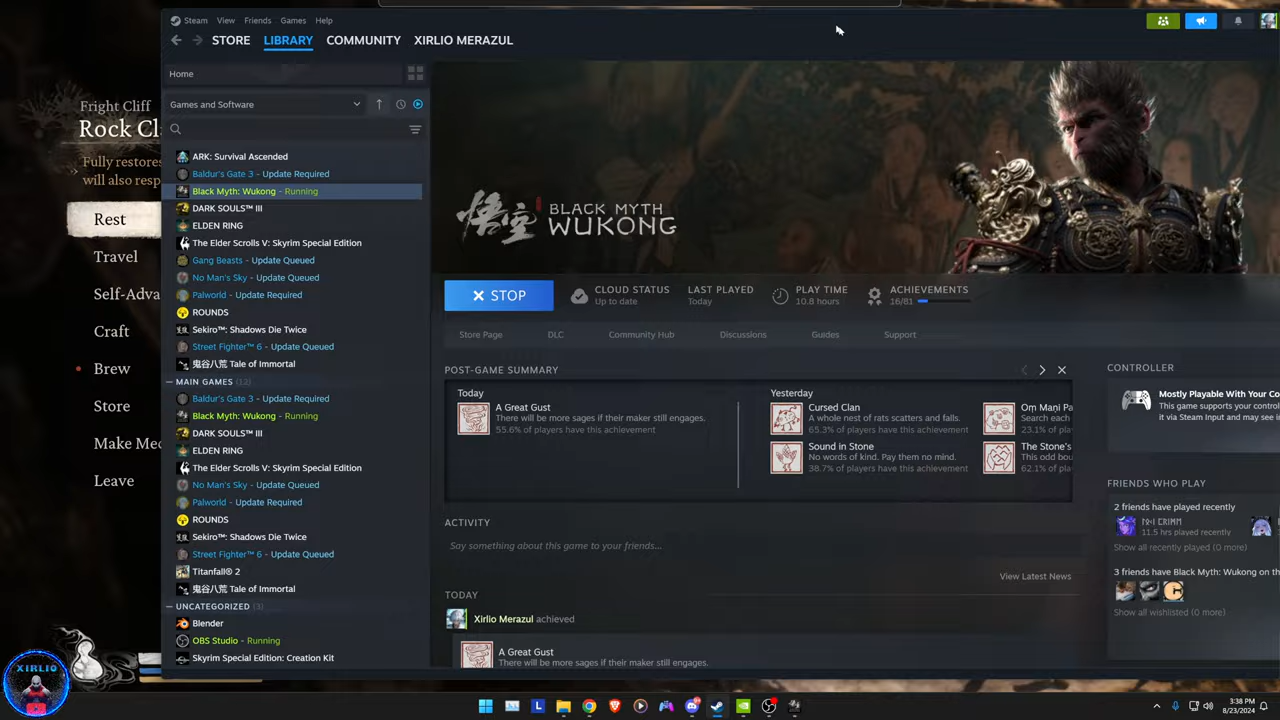 Steam View Friends Games Help
STORE LIBRARY COMMUNITY XIRLIO MERAZUL
Home
Games and Software
ARK: Survival Ascended
Baldur's Gate 3 - Update Required
Black Myth: Wukong - Running
DARK SOULS™ III
ELDEN RING
The Elder Scrolls V: Skyrim Special Edition
Gang Beasts - Update Queued
No Man's Sky - Update Queued
Palworld - Update Required
ROUNDS
Sekiro™: Shadows Die Twice
Street Fighter™ 6 - Update Queued
鬼谷八荒 Tale of Immortal
MAIN GAMES (12)
Baldur's Gate 3 - Update Required
Black Myth: Wukong - Running
DARK SOULS™ III
ELDEN RING
The Elder Scrolls V: Skyrim Special Edition
No Man's Sky - Update Queued
Palworld - Update Required
ROUNDS
Sekiro™: Shadows Die Twice
Street Fighter™ 6 - Update Queued
Titanfall® 2
鬼谷八荒 Tale of Immortal
UNCATEGORIZED (3)
Blender
OBS Studio - Running
Skyrim Special Edition: Creation Kit
Fright Cliff
Rock Cl
Fully restores
will also resp
Rest
Travel
Self-Adva
Craft
Brew
Store
Make Med
Leave
悟空 BLACK MYTH
WUKONG
STOP
CLOUD STATUS
Up to date
LAST PLAYED
Today
PLAY TIME
10.8 hours
ACHIEVEMENTS
16/81
Store Page DLC Community Hub Discussions Guides Support
POST-GAME SUMMARY
Today
A Great Gust
There will be more sages if their maker still engages.
55.6% of players have this achievement
Yesterday
Cursed Clan
A whole nest of rats scatters and falls.
65.3% of players have this achievement
Sound in Stone
No words of kind. Pay them no mind.
38.7% of players have this achievement
Oṃ Maṇi Pa
Search each
23.1% of pla
The Stone's
This odd bou
62.1% of pla
ACTIVITY
Say something about this game to your friends...
View Latest News
TODAY
Xirlio Merazul achieved
A Great Gust
There will be more sages if their maker still engages.
CONTROLLER
Mostly Playable With Your Co
This game supports your control
it via Steam Input and may see in
FRIENDS WHO PLAY
2 friends have played recently
11.5 hrs played recently
Show all recently played (0 more)
3 friends have Black Myth: Wukong on th
Show all wishlisted (0 more)
XIRLIO
3:38 PM
8/23/2024